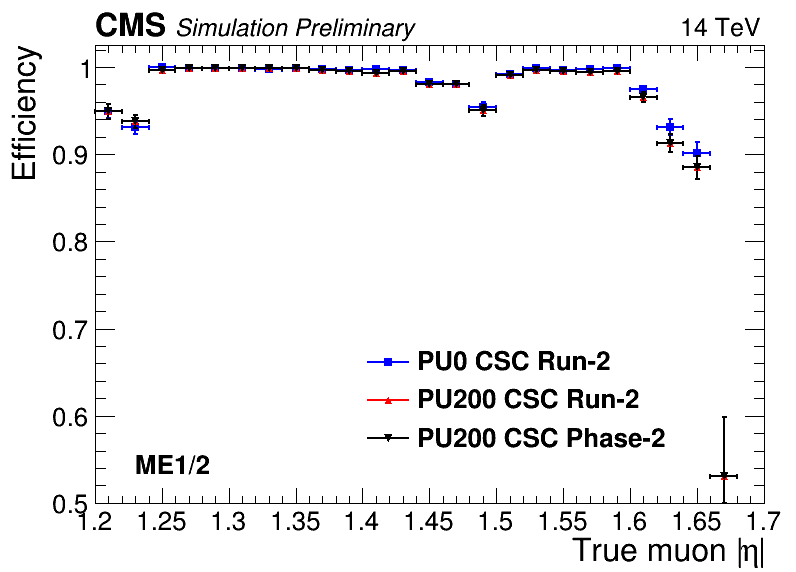 CMS Simulation Preliminary 14 TeV
Efficiency
1
0.9
0.8
0.7
0.6
0.5
PU0 CSC Run-2
PU200 CSC Run-2
PU200 CSC Phase-2
ME1/2
1.2 1.25 1.3 1.35 1.4 1.45 1.5 1.55 1.6 1.65 1.7
True muon |η|